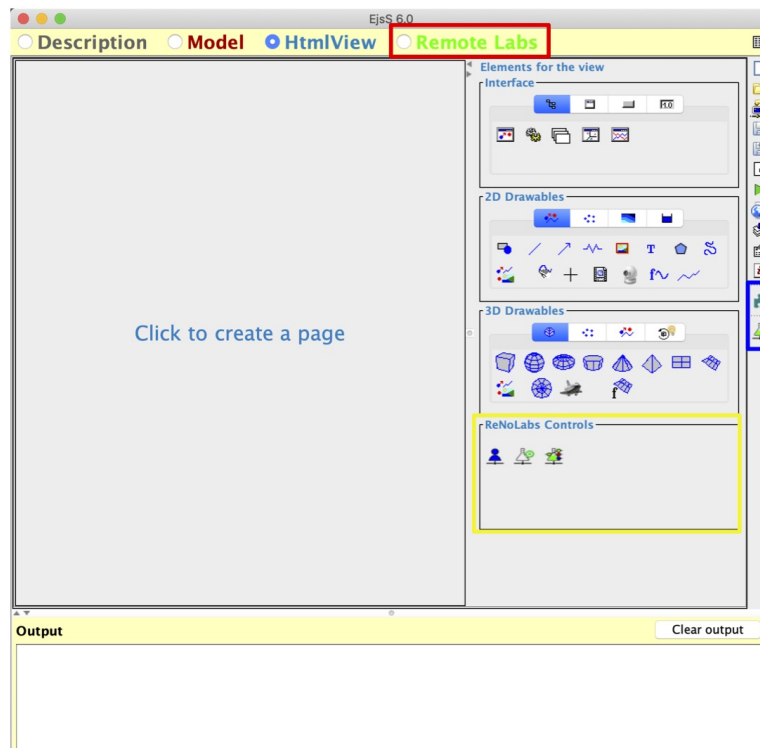 EjsS 6.0
Description Model HtmlView Remote Labs
Elements for the view
Interface
2D Drawables
T
3D Drawables
f
ReNoLabs Controls
Click to create a page
Output
Clear output